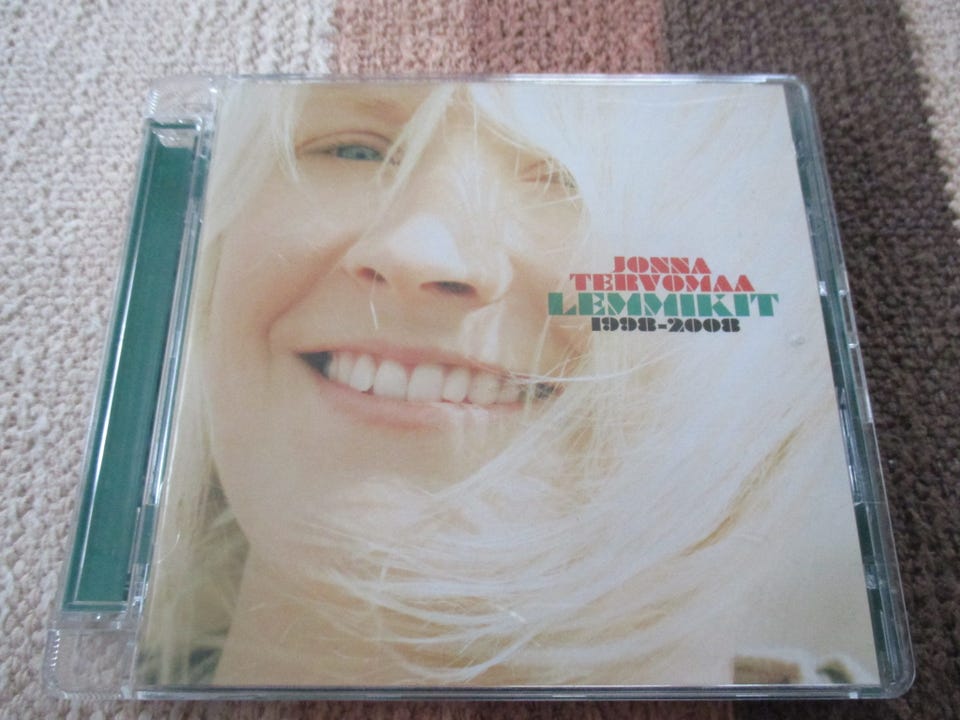 JONNA
TERVOMAA
LEMMIKIT
1998-2008